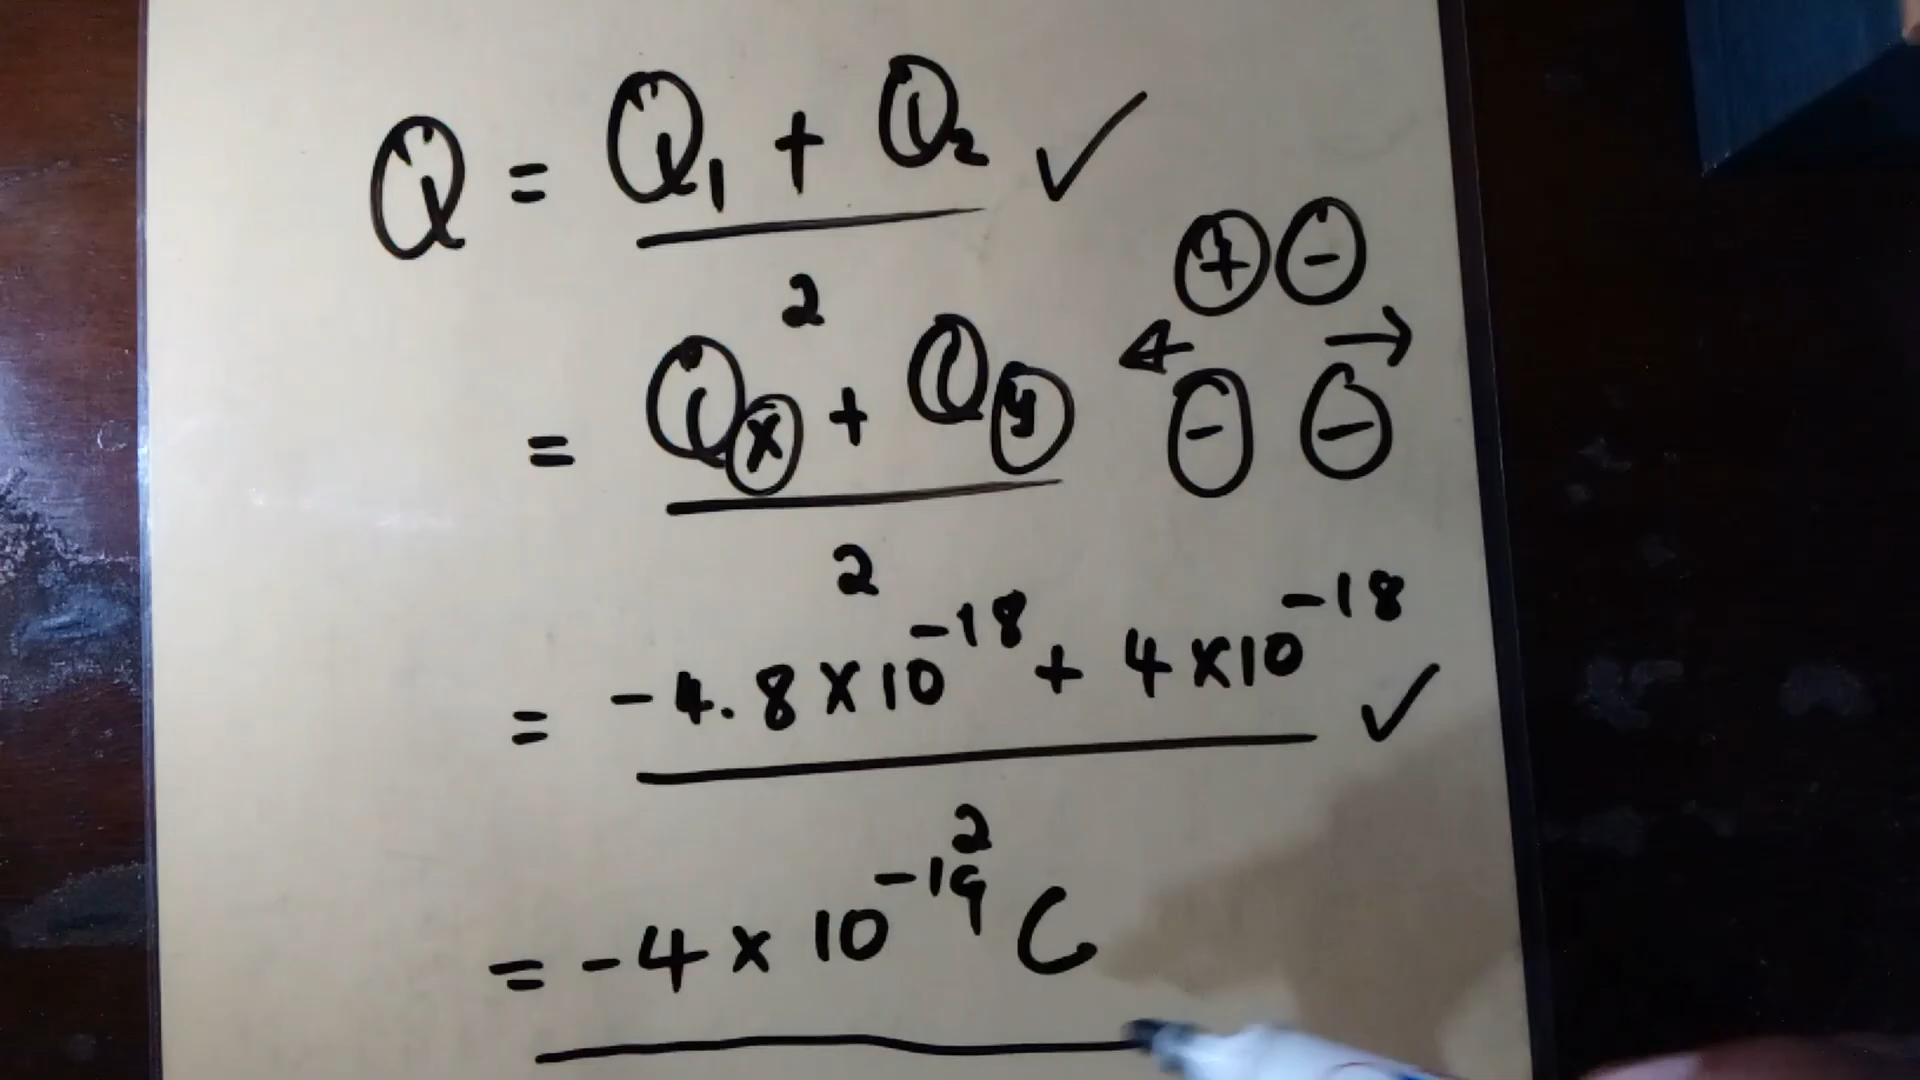 Q = Q₁ + Q₂ ✓
2
+ -
= Qx + Qy
- -
2
= -4.8 × 10⁻¹⁸ + 4 × 10⁻¹⁸ ✓
2
= -4 × 10⁻¹⁹ C